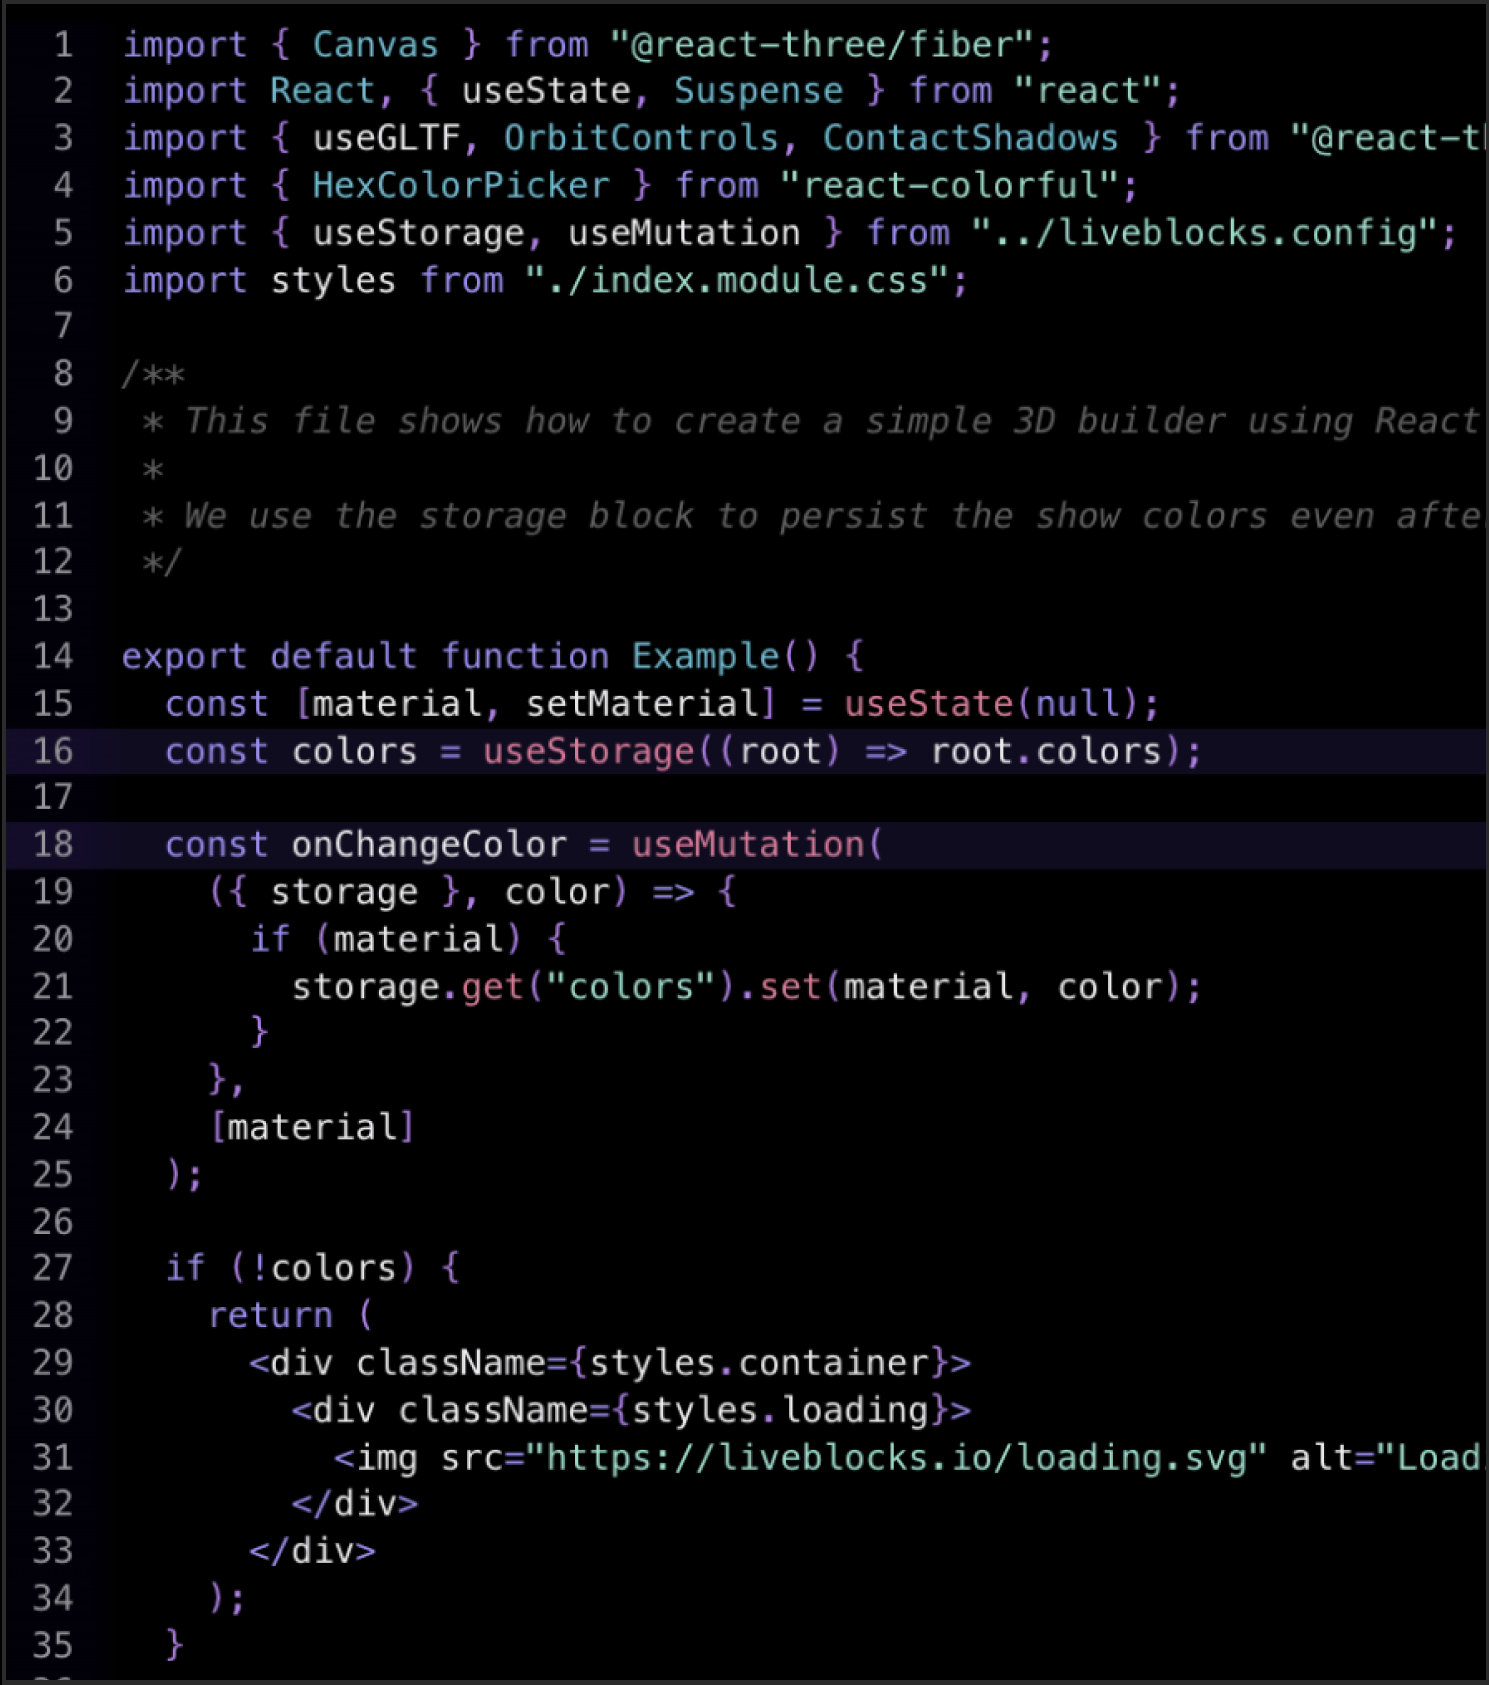 1 import { Canvas } from "@react-three/fiber";
2 import React, { useState, Suspense } from "react";
3 import { useGLTF, OrbitControls, ContactShadows } from "@react-t
4 import { HexColorPicker } from "react-colorful";
5 import { useStorage, useMutation } from "../liveblocks.config";
6 import styles from "./index.module.css";
7
8 /**
9  * This file shows how to create a simple 3D builder using React
10  *
11  * We use the storage block to persist the show colors even afte
12  */
13
14 export default function Example() {
15   const [material, setMaterial] = useState(null);
16   const colors = useStorage((root) => root.colors);
17
18   const onChangeColor = useMutation(
19     ({ storage }, color) => {
20       if (material) {
21         storage.get("colors").set(material, color);
22       }
23     },
24     [material]
25   );
26
27   if (!colors) {
28     return (
29       <div className={styles.container}>
30         <div className={styles.loading}>
31           <img src="https://liveblocks.io/loading.svg" alt="Load
32         </div>
33       </div>
34     );
35   }